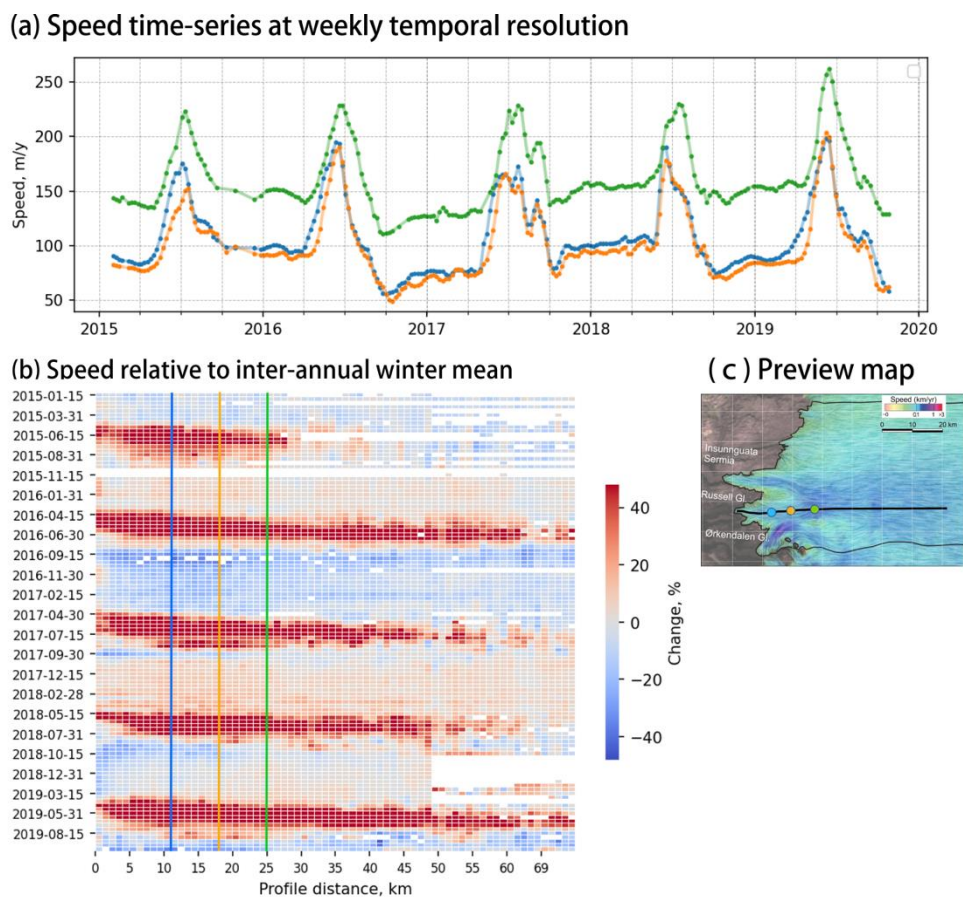 (a) Speed time-series at weekly temporal resolution
Speed, m/y
250
200
150
100
50
2015 2016 2017 2018 2019 2020
(b) Speed relative to inter-annual winter mean
2015-01-15
2015-03-31
2015-06-15
2015-08-31
2015-11-15
2016-01-31
2016-04-15
2016-06-30
2016-09-15
2016-11-30
2017-02-15
2017-04-30
2017-07-15
2017-09-30
2017-12-15
2018-02-28
2018-05-15
2018-07-31
2018-10-15
2018-12-31
2019-03-15
2019-05-31
2019-08-15
0 5 10 15 20 25 30 35 40 45 50 60 69
Profile distance, km
40
20
0
−20
−40
Change, %
(c) Preview map
Speed (km/yr)
0 10 20 km
Insunnguata
Sermia
Russell Gl.
Ørkendalen Gl.